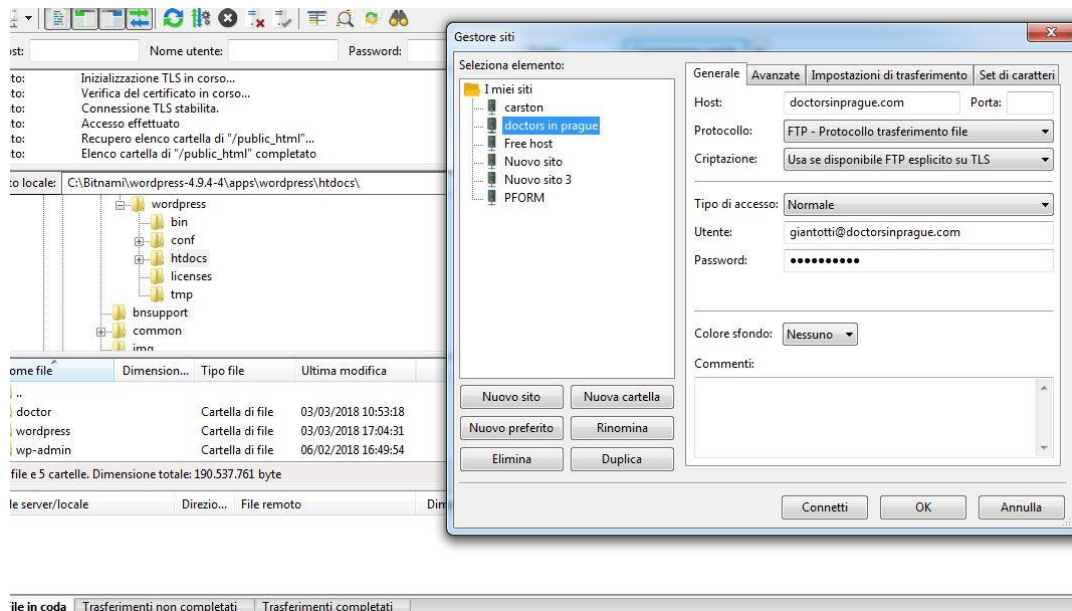 Nome utente: Password:
Inizializzazione TLS in corso...
Verifica del certificato in corso...
Connessione TLS stabilita.
Accesso effettuato
Recupero elenco cartella di "/public_html"...
Elenco cartella di "/public_html" completato
locale: C:\Bitnami\wordpress-4.9.4-4\apps\wordpress\htdocs\
wordpress
bin
conf
htdocs
licenses
tmp
bnsupport
common
img
ome file Dimension... Tipo file Ultima modifica
..
doctor Cartella di file 03/03/2018 10:53:18
wordpress Cartella di file 03/03/2018 17:04:31
wp-admin Cartella di file 06/02/2018 16:49:54
file e 5 cartelle. Dimensione totale: 190.537.761 byte
le server/locale Direzio... File remoto Dim
ile in coda Trasferimenti non completati Trasferimenti completati
Gestore siti
Seleziona elemento:
I miei siti
carston
doctors in prague
Free host
Nuovo sito
Nuovo sito 3
PFORM
Nuovo sito Nuova cartella
Nuovo preferito Rinomina
Elimina Duplica
Generale Avanzate Impostazioni di trasferimento Set di caratteri
Host: doctorsinprague.com Porta:
Protocollo: FTP - Protocollo trasferimento file
Criptazione: Usa se disponibile FTP esplicito su TLS
Tipo di accesso: Normale
Utente: giantotti@doctorsinprague.com
Password: ●●●●●●●●●●
Colore sfondo: Nessuno
Commenti:
Connetti OK Annulla